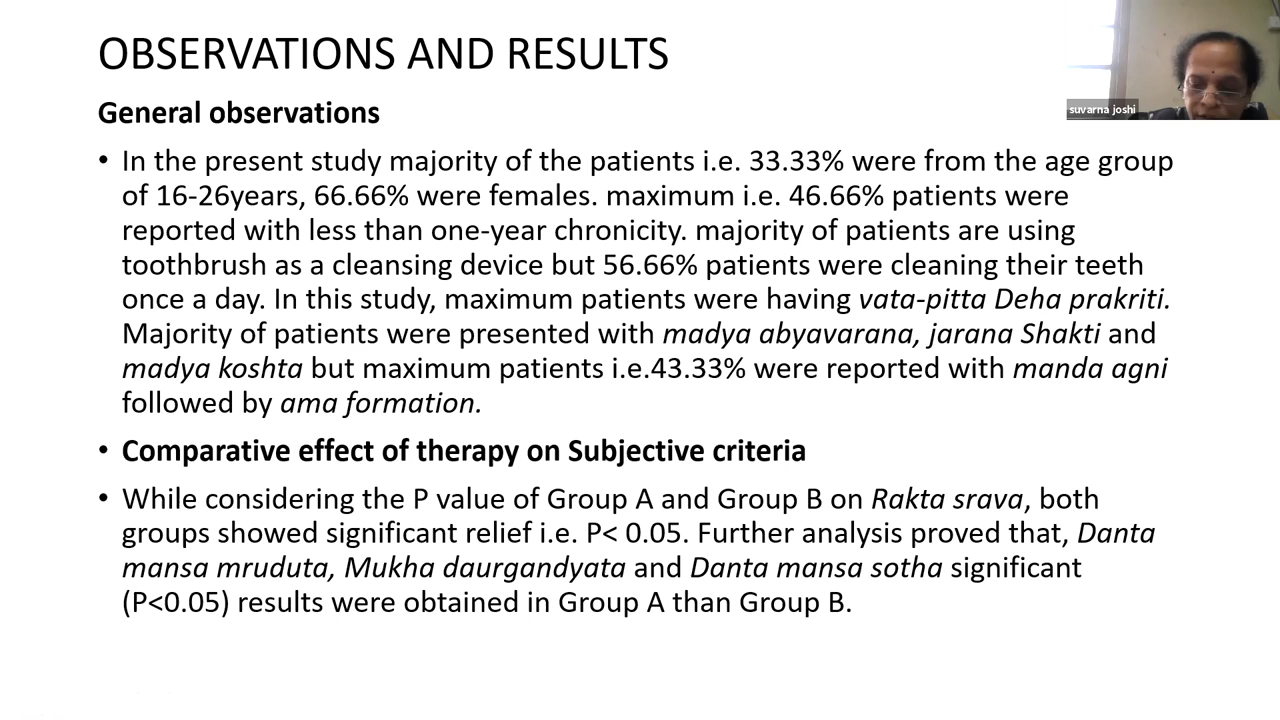 OBSERVATIONS AND RESULTS
suvarna joshi
General observations
• In the present study majority of the patients i.e. 33.33% were from the age group
of 16-26years, 66.66% were females. maximum i.e. 46.66% patients were
reported with less than one-year chronicity. majority of patients are using
toothbrush as a cleansing device but 56.66% patients were cleaning their teeth
once a day. In this study, maximum patients were having vata-pitta Deha prakriti.
Majority of patients were presented with madya abyavarana, jarana Shakti and
madya koshta but maximum patients i.e.43.33% were reported with manda agni
followed by ama formation.
• Comparative effect of therapy on Subjective criteria
• While considering the P value of Group A and Group B on Rakta srava, both
groups showed significant relief i.e. P< 0.05. Further analysis proved that, Danta
mansa mruduta, Mukha daurgandyata and Danta mansa sotha significant
(P<0.05) results were obtained in Group A than Group B.